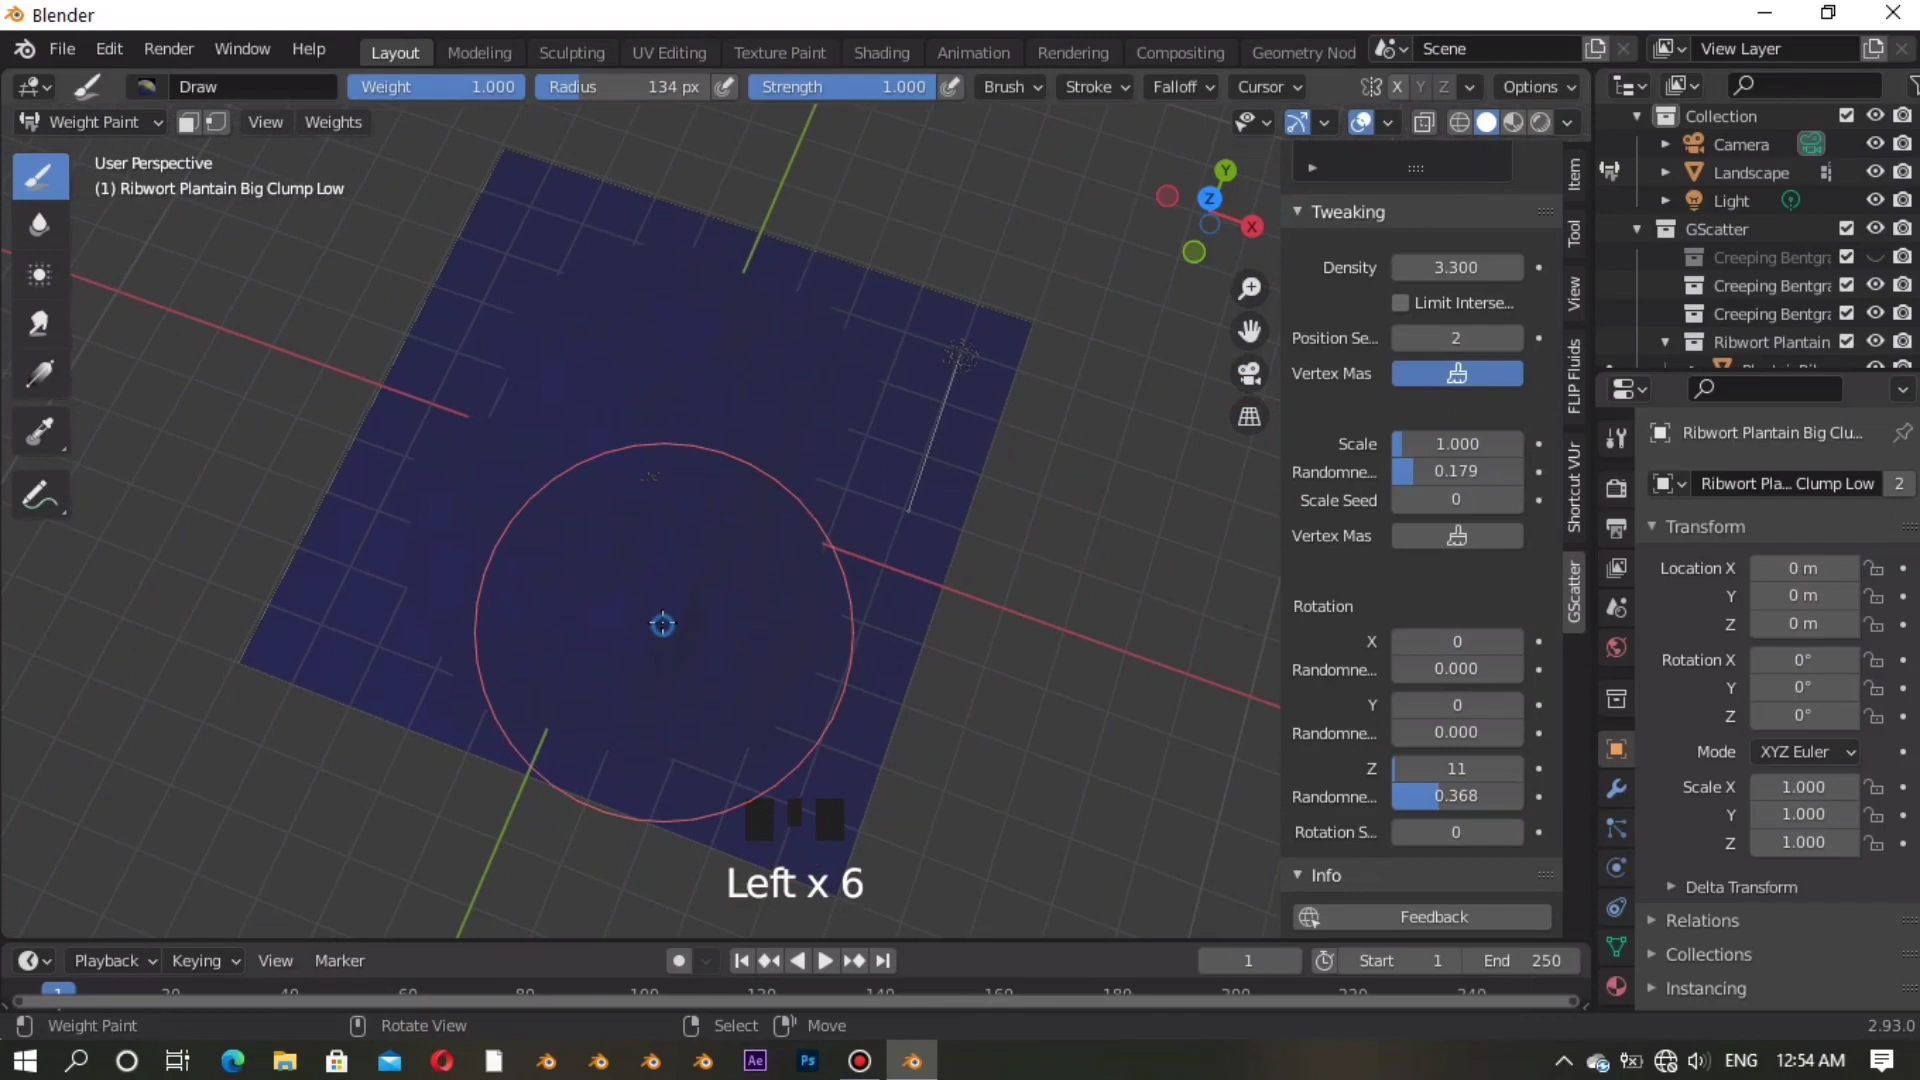 Blender
File Edit Render Window Help Layout Modeling Sculpting UV Editing Texture Paint Shading Animation Rendering Compositing Geometry Nod Scene View Layer
Draw Weight 1.000 Radius 134 px Strength 1.000 Brush Stroke Falloff Cursor X Y Z Options
Weight Paint View Weights
User Perspective
(1) Ribwort Plantain Big Clump Low
Y
Z
X
Item
Tool
View
FLIP Fluids
Shortcut VUr
GScatter
Tweaking
Density 3.300
Limit Interse...
Position Se... 2
Vertex Mas
Scale 1.000
Randomne... 0.179
Scale Seed 0
Vertex Mas
Rotation
X 0
Randomne... 0.000
Y 0
Randomne... 0.000
Z 11
Randomne... 0.368
Rotation S... 0
Info
Feedback
Left x 6
Collection
Camera
Landscape
Light
GScatter
Creeping Bentgra
Creeping Bentgra
Creeping Bentgra
Ribwort Plantain
Ribwort Plantain Big Clu...
Ribwort Pla... Clump Low 2
Transform
Location X 0 m
Y 0 m
Z 0 m
Rotation X 0°
Y 0°
Z 0°
Mode XYZ Euler
Scale X 1.000
Y 1.000
Z 1.000
Delta Transform
Relations
Collections
Instancing
Playback Keying View Marker 1 Start 1 End 250
1 20 40 60 80 100 120 140 160 180 200 220 240
Weight Paint Rotate View Select Move 2.93.0
Ae Ps ENG 12:54 AM